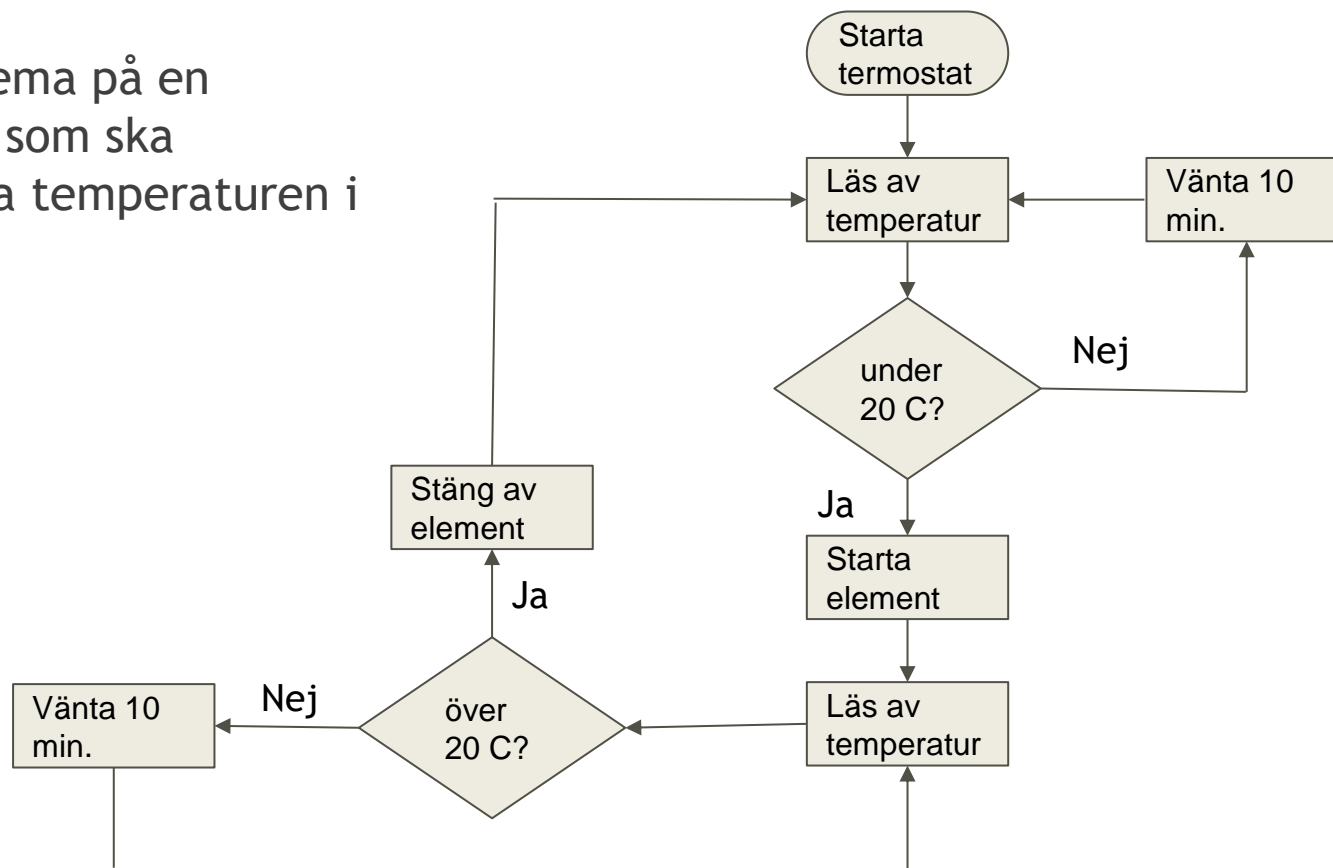 på en
som ska
temperaturen i
Starta
termostat
Läs av
temperatur
Vänta 10
min.
under
20 C?
Nej
Ja
Starta
element
Läs av
temperatur
över
20 C?
Ja
Stäng av
element
Nej
Vänta 10
min.